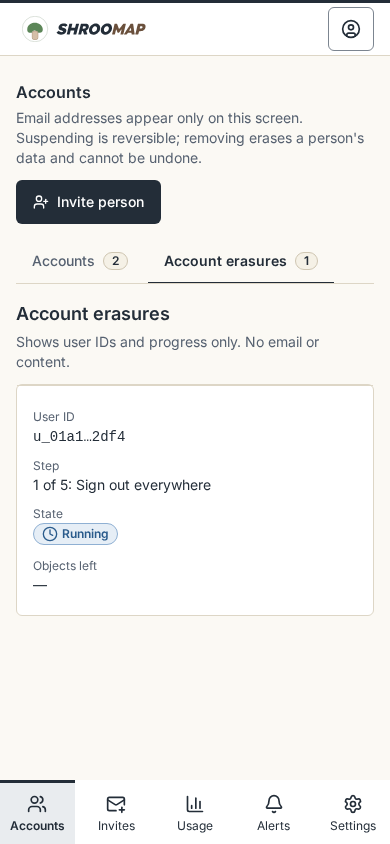 SHROOMAP
Accounts
Email addresses appear only on this screen.
Suspending is reversible; removing erases a person's
data and cannot be undone.
Invite person
Accounts 2 Account erasures 1
Account erasures
Shows user IDs and progress only. No email or
content.
User ID
u_01a1…2df4
Step
1 of 5: Sign out everywhere
State
Running
Objects left
—
Accounts Invites Usage Alerts Settings